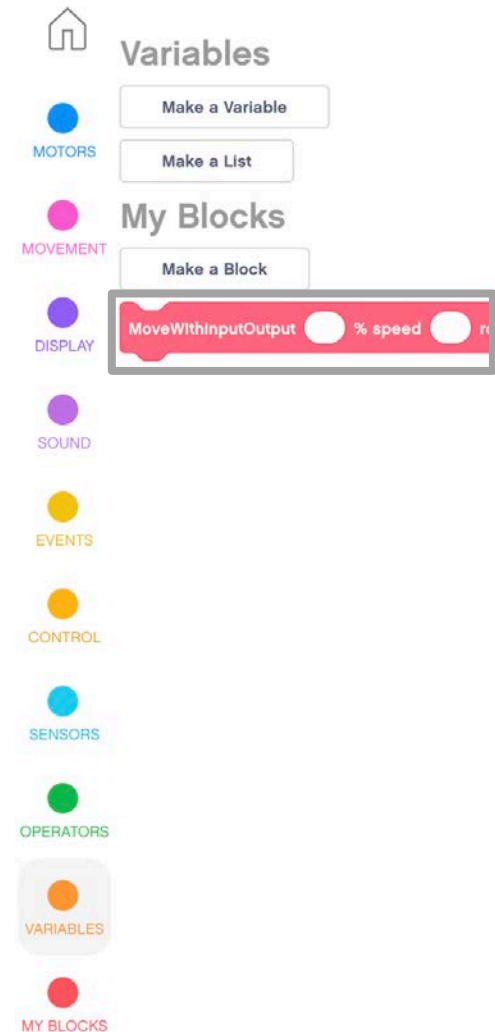 MOTORS
MOVEMENT
DISPLAY
SOUND
EVENTS
CONTROL
SENSORS
OPERATORS
VARIABLES
MY BLOCKS
Variables
Make a Variable
Make a List
My Blocks
Make a Block
MoveWithInputOutput % speed